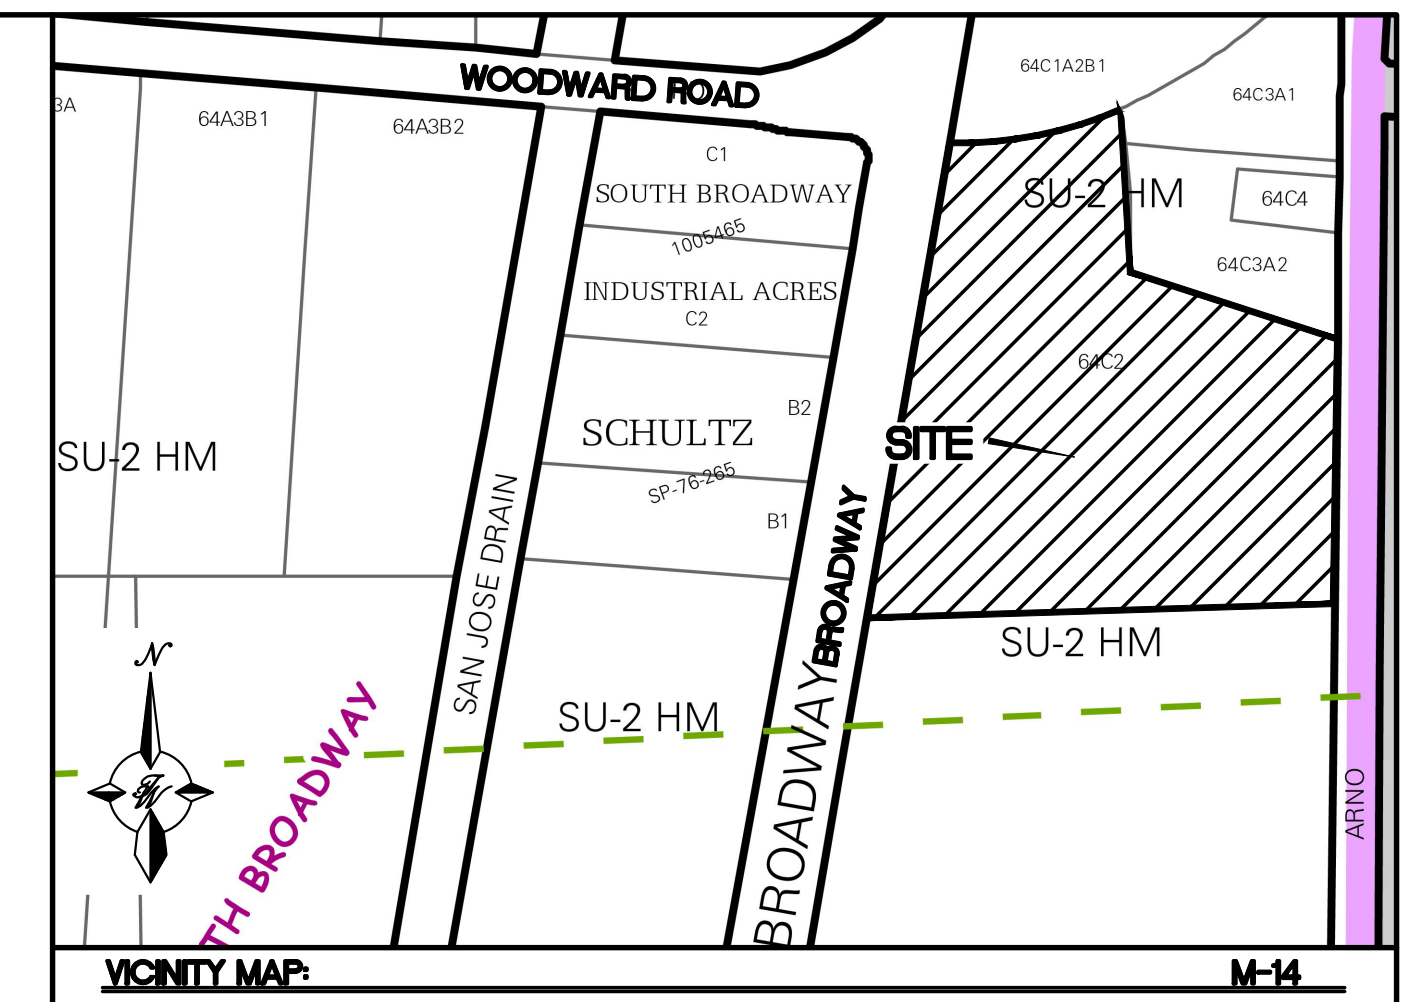 64C1A2B1
WOODWARD ROAD
3A
64A3B1
64A3B2
64C3A1
C1
SOUTH BROADWAY
SU-2 HM
64C4
1005465
64C3A2
INDUSTRIAL ACRES
C2
64C2
B2
SCHULTZ
SITE
SU-2 HM
SP-76-265
B1
SAN JOSE DRAIN
BROADWAY
SU-2 HM
N
SU-2 HM
BROADWAY
TH BROADWAY
ARNO
VICINITY MAP:
M-14